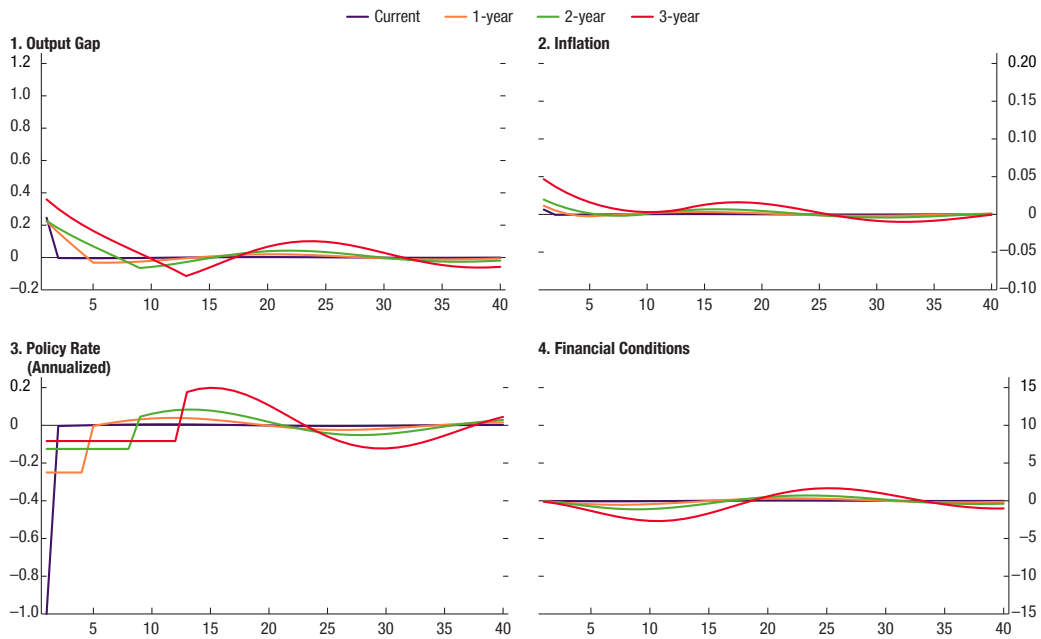 Current 1-year 2-year 3-year
1. Output Gap
1.2
1.0
0.8
0.6
0.4
0.2
0
–0.2
5 10 15 20 25 30 35 40
2. Inflation
0.20
0.15
0.10
0.05
0.00
–0.05
–0.10
5 10 15 20 25 30 35 40
3. Policy Rate
(Annualized)
0.2
0
–0.2
–0.4
–0.6
–0.8
–1.0
5 10 15 20 25 30 35 40
4. Financial Conditions
15
10
5
0
–5
–10
–15
5 10 15 20 25 30 35 40